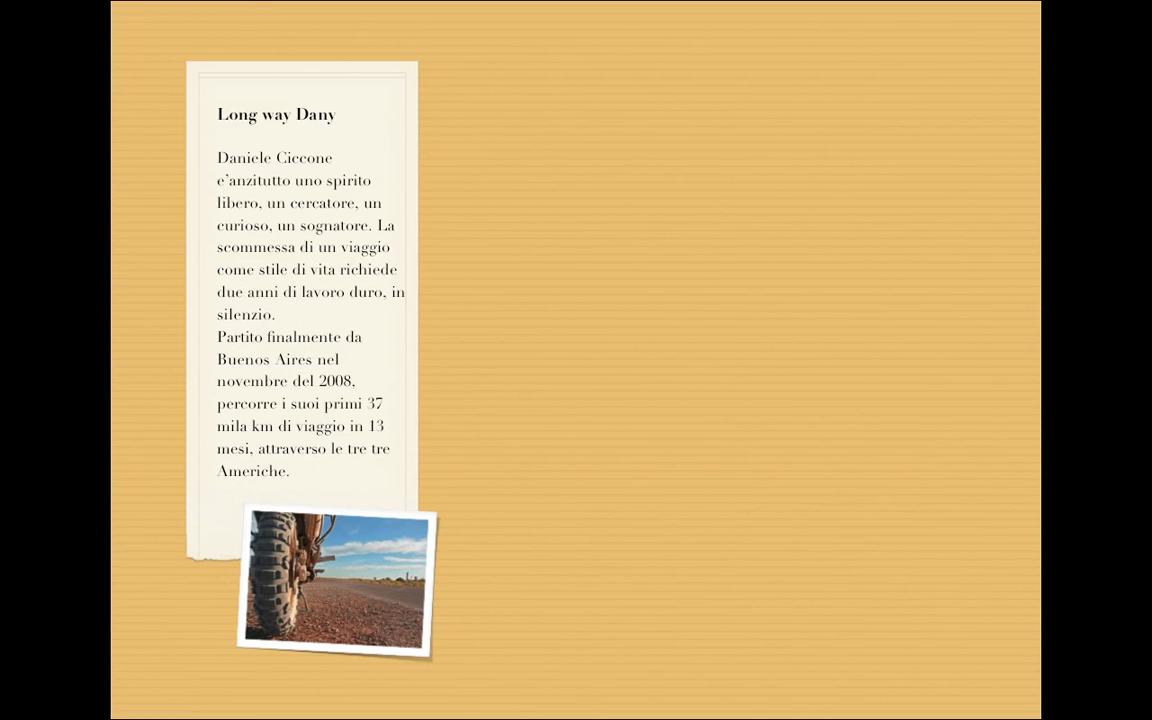 Long way Dany
Daniele Ciccone
e'anzitutto uno spirito
libero, un cercatore, un
curioso, un sognatore. La
scommessa di un viaggio
come stile di vita richiede
due anni di lavoro duro, in
silenzio.
Partito finalmente da
Buenos Aires nel
novembre del 2008,
percorre i suoi primi 37
mila km di viaggio in 13
mesi, attraverso le tre tre
Americhe.